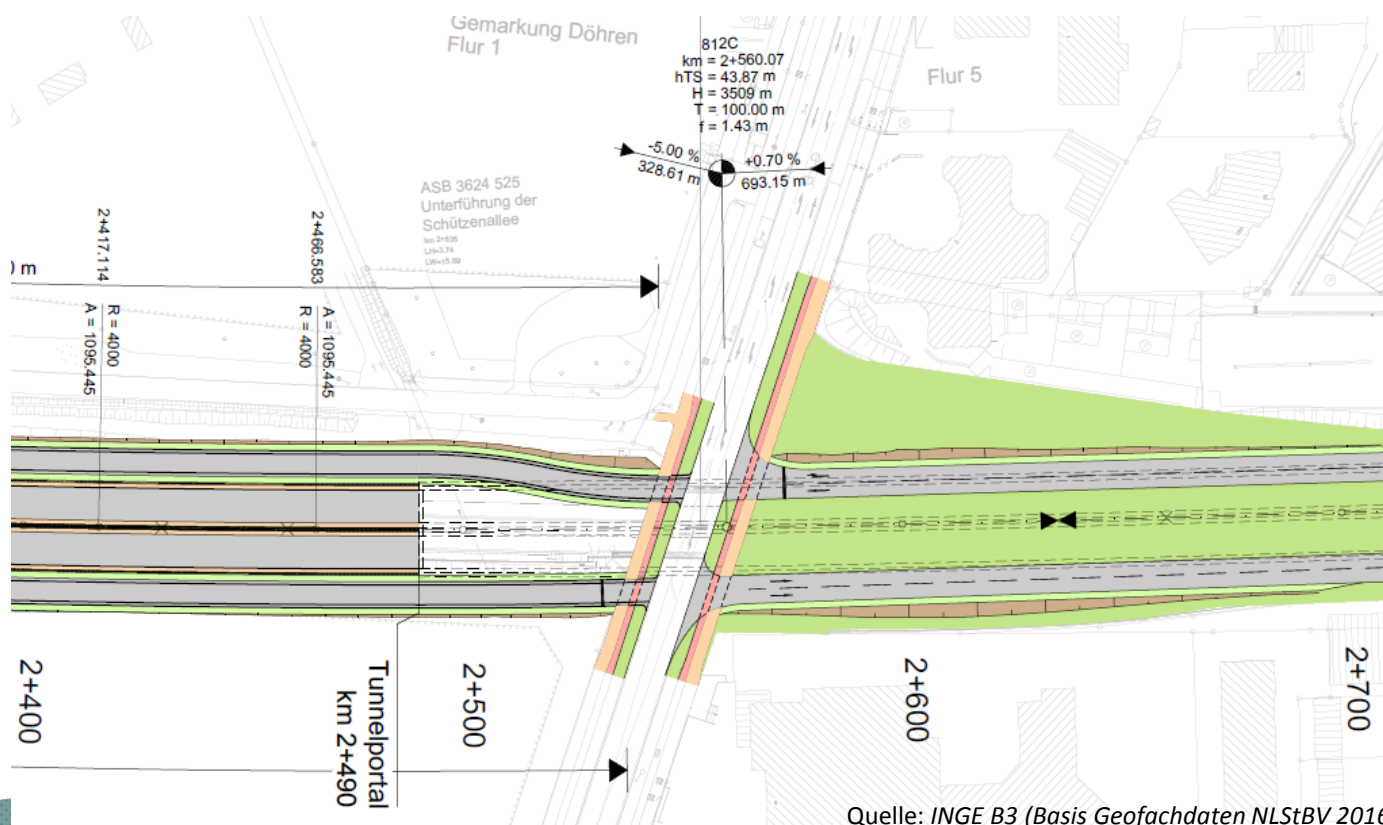 Gemarkung Döhren
Flur 1
812C
km = 2+560.07
hTS = 43.87 m
H = 3509 m
T = 100.00 m
f = 1.43 m
Flur 5
-5.00 %
328.61 m
+0.70 %
693.15 m
ASB 3624 525
Unterführung der
Schützenallee
2+417.114
R = 4000
A = 1095.445
2+466.583
A = 1095.445
R = 4000
0 m
2+400
Tunnelportal
km 2+490
2+500
2+600
2+700
Quelle: INGE B3 (Basis Geofachdaten NLStBV 2016